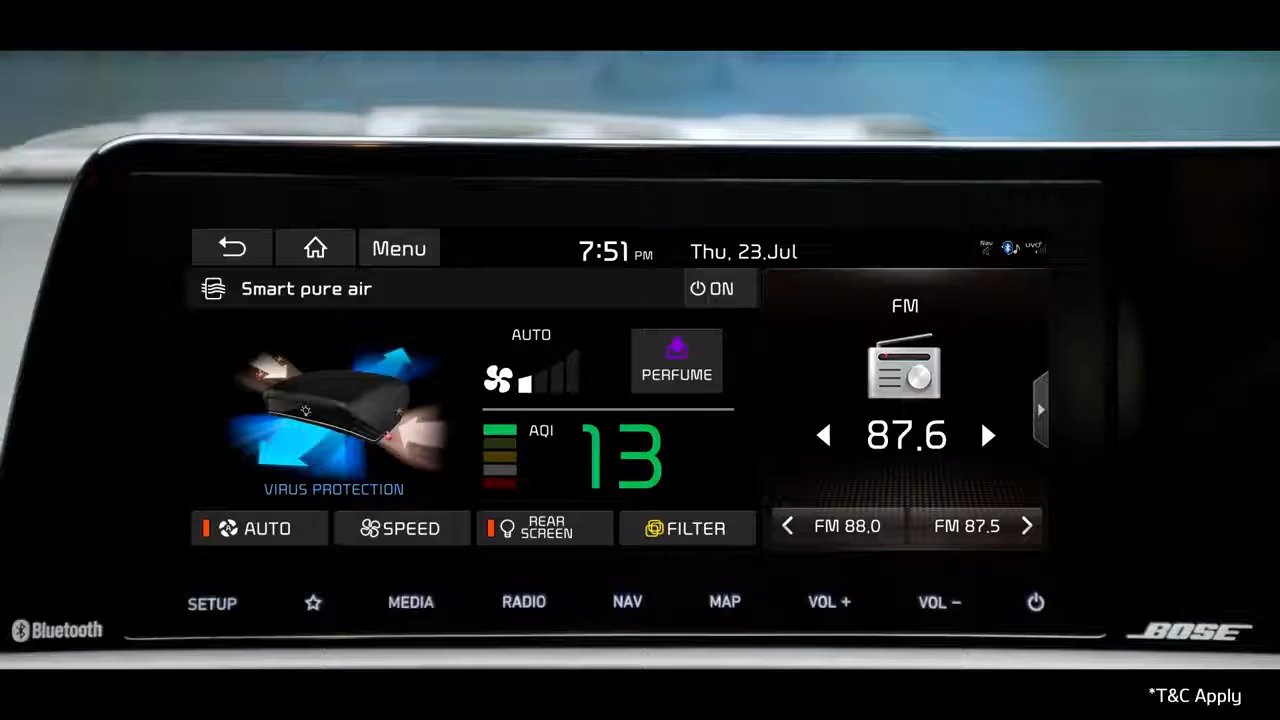 Menu
7:51 PM
Thu, 23.Jul
Nav
UVO
Smart pure air
ON
FM
AUTO
PERFUME
AQI
13
87.6
VIRUS PROTECTION
AUTO
SPEED
REAR
SCREEN
FILTER
FM 88.0
FM 87.5
SETUP
MEDIA
RADIO
NAV
MAP
VOL +
VOL −
Bluetooth
BOSE
*T&C Apply